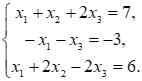 x₁ + x₂ + 2x₃ = 7,
−x₁ − x₃ = −3,
x₁ + 2x₂ − 2x₃ = 6.